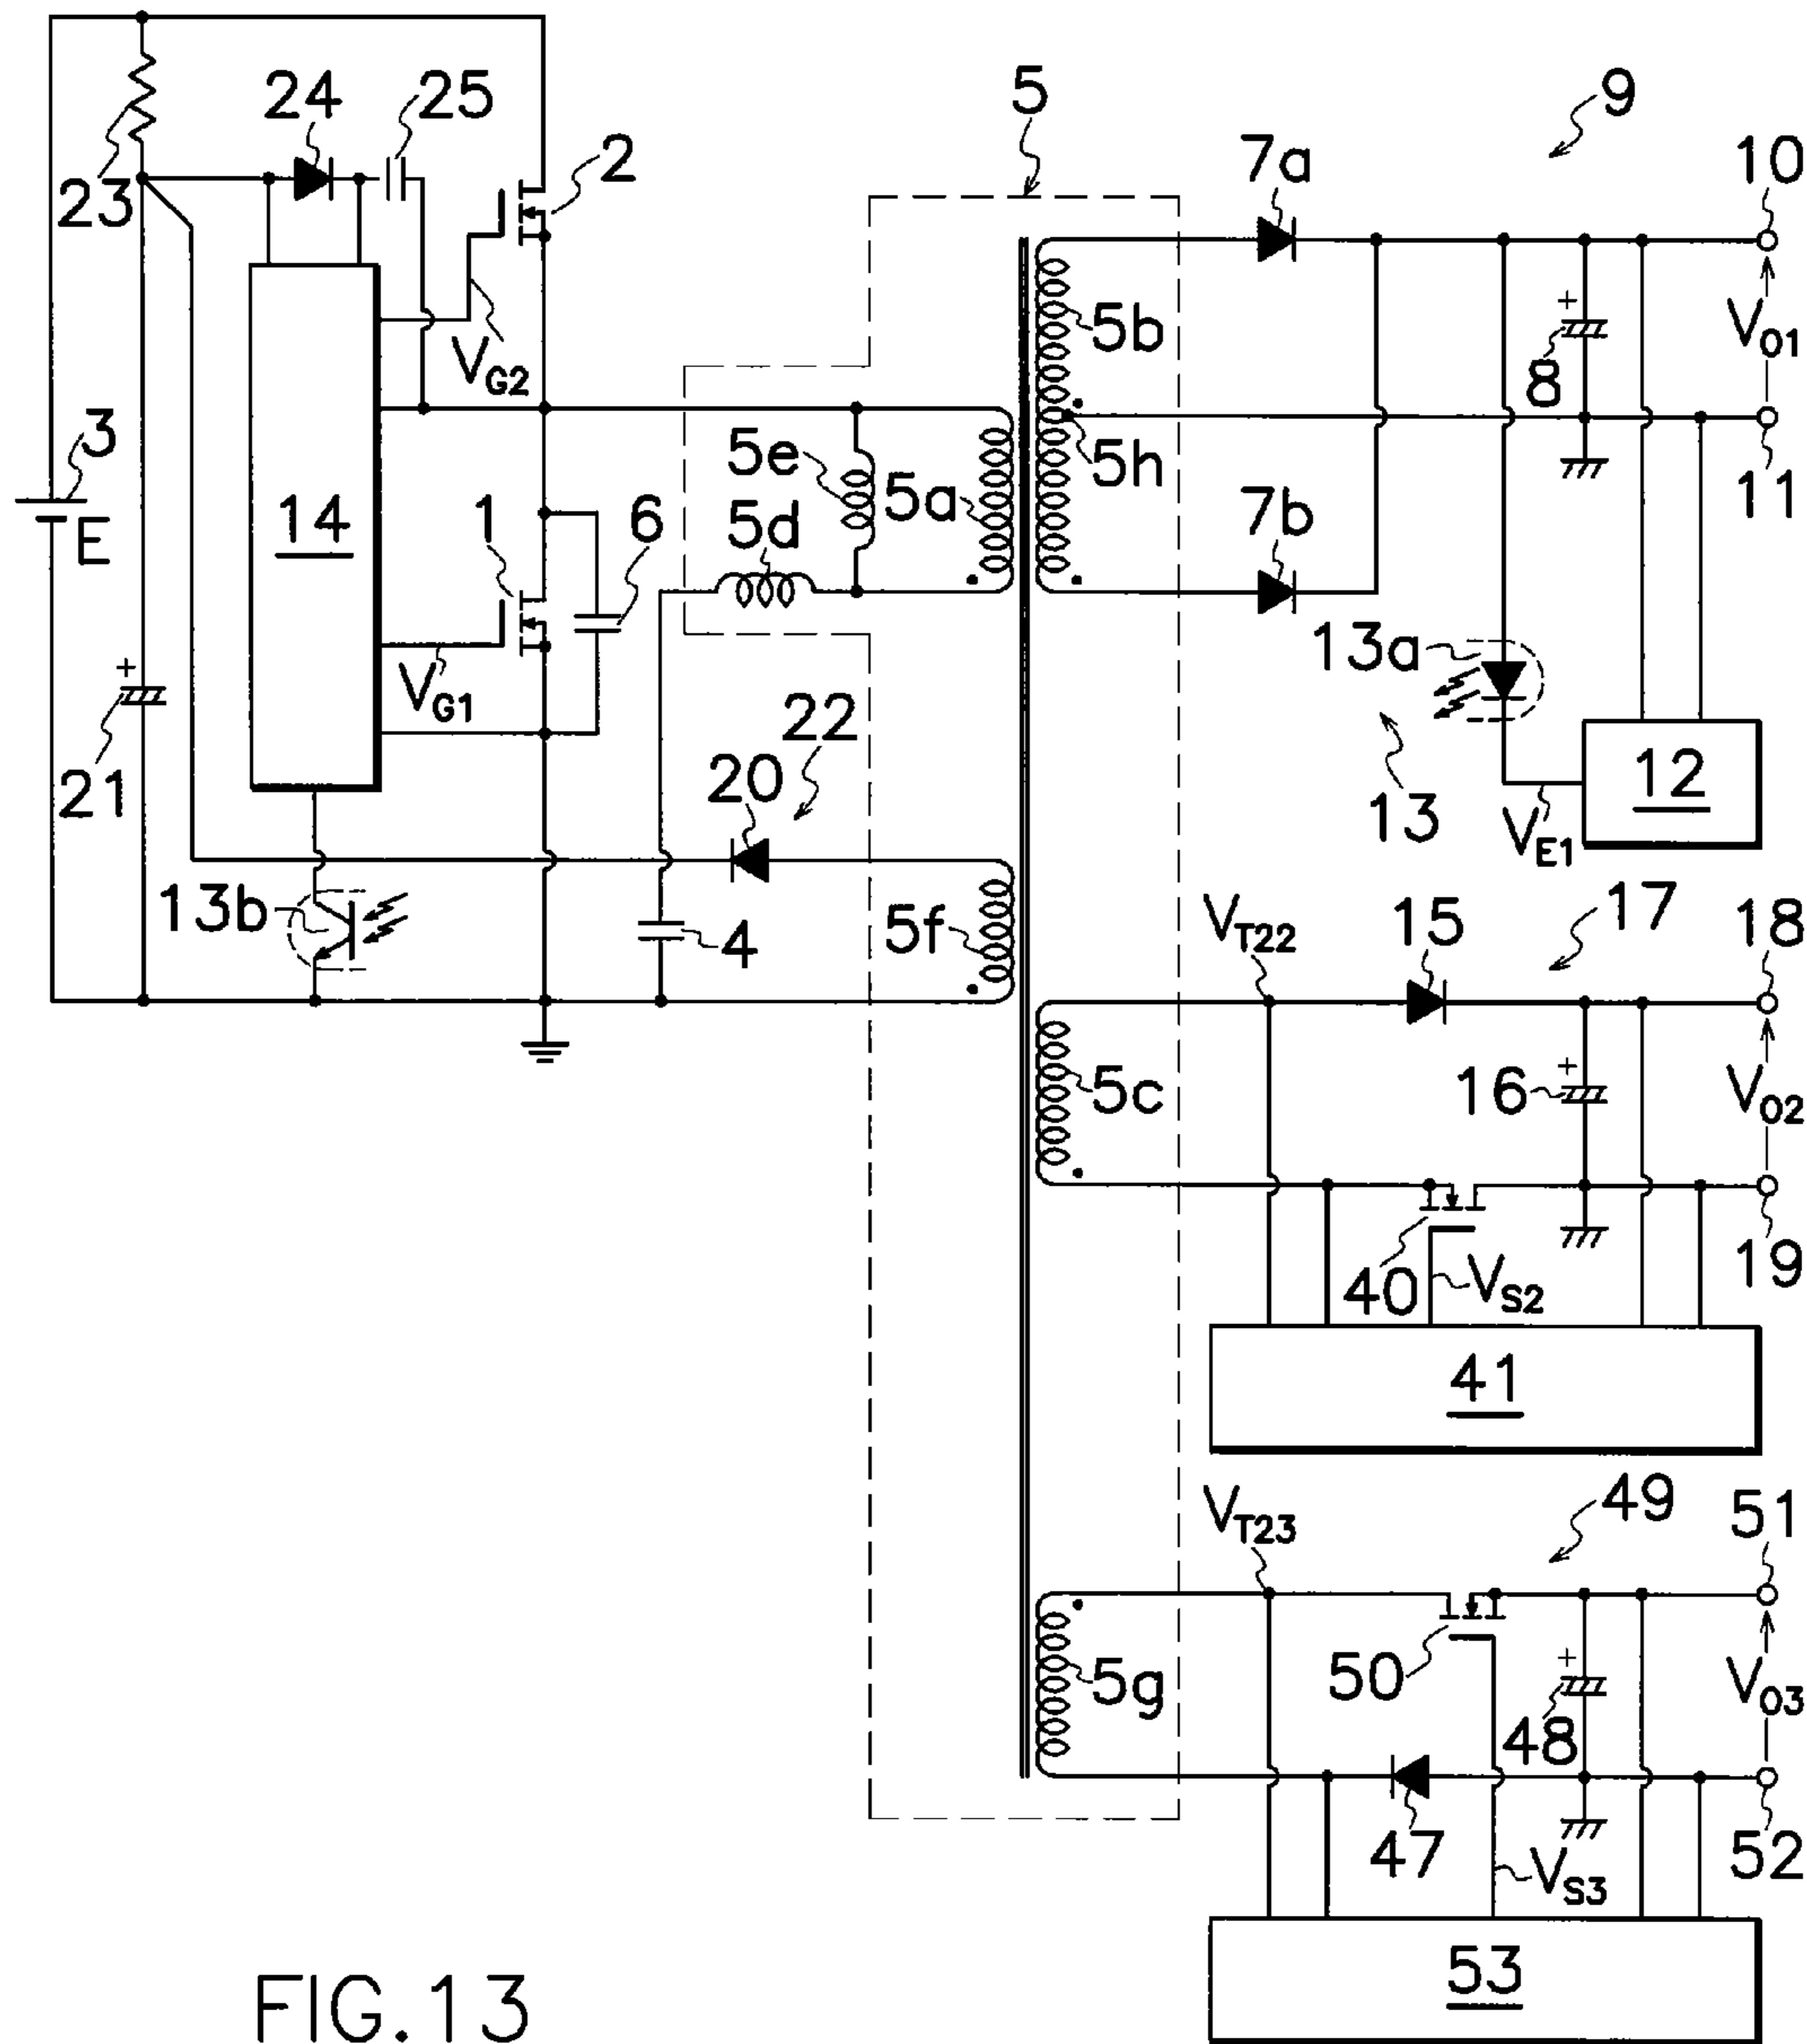 24 25 5 9
7a 10
2
23
5b V01
VG2 8
3 5e 5h
14 1 6 5a 7b 11
E 5d
13a
VG1
22
21 20 13 12
VE1
13b 17
VT22 15 18
4 5f
5c 16 V02
40 VS2 19
41
49 51
VT23
5g 50 V03
48
47 52
VS3
53
FIG.13